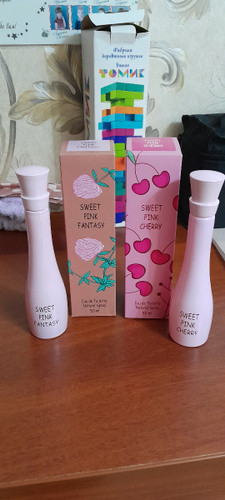 Фабрика
деревянных игрушек
Башня
ТОМИК
SWEET
PINK
FANTASY
Eau de Toilette
Natural Spray
SWEET
PINK
CHERRY
Eau de Toilette
Natural Spray
SWEET
PINK
FANTASY
SWEET
PINK
CHERRY